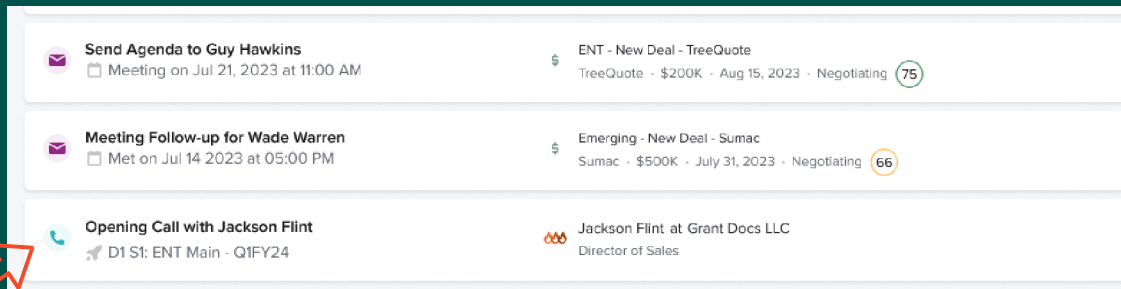 Send Agenda to Guy Hawkins
Meeting on Jul 21, 2023 at 11:00 AM
ENT - New Deal - TreeQuote
TreeQuote · $200K · Aug 15, 2023 · Negotiating 75
Meeting Follow-up for Wade Warren
Met on Jul 14 2023 at 05:00 PM
Emerging - New Deal - Sumac
Sumac · $500K · July 31, 2023 · Negotiating 66
Opening Call with Jackson Flint
D1 S1: ENT Main - Q1FY24
Jackson Flint at Grant Docs LLC
Director of Sales